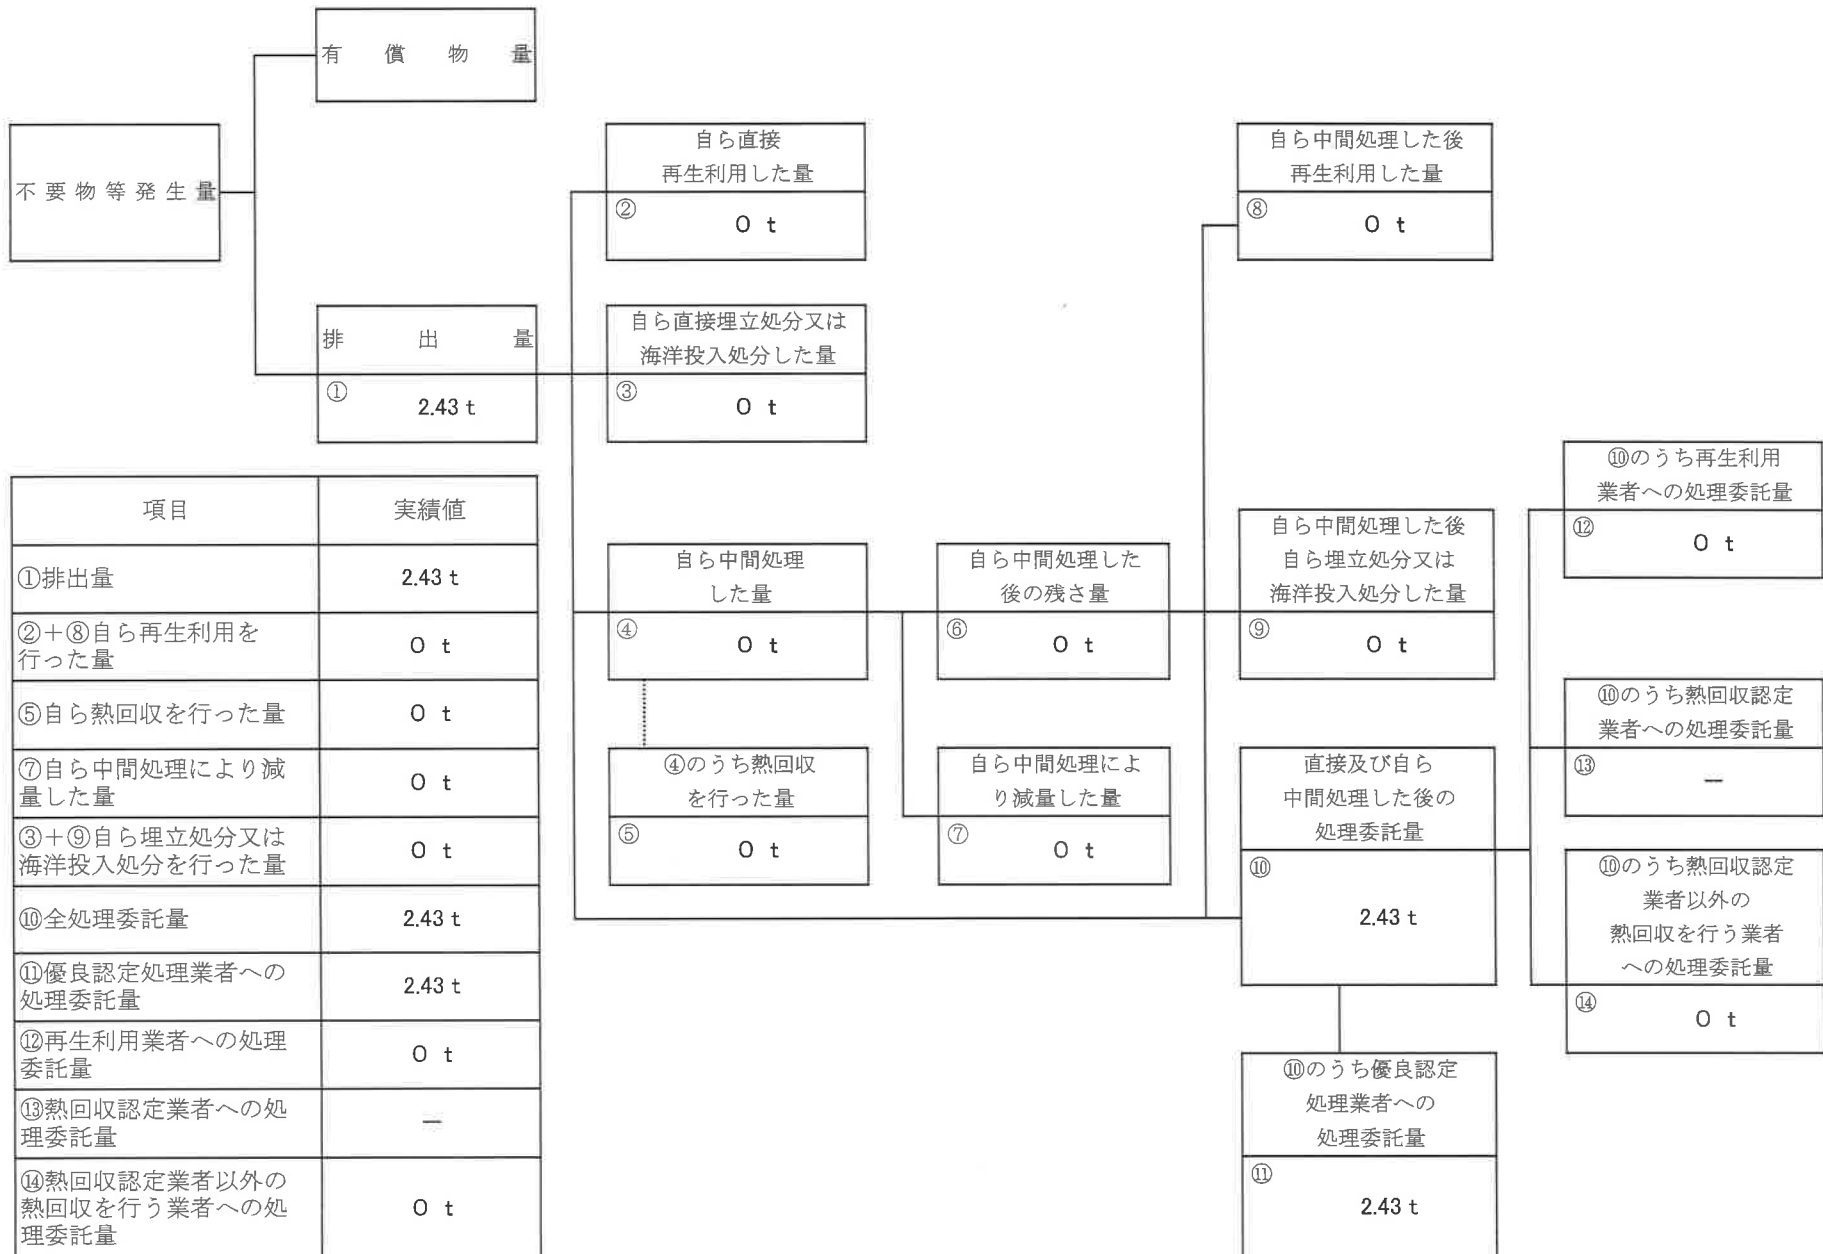 有償物量
不要物等発生量
排出量
①
2.43 t
自ら直接
再生利用した量
②
0 t
自ら直接埋立処分又は
海洋投入処分した量
③
0 t
自ら中間処理
した量
④
0 t
④のうち熱回収
を行った量
⑤
0 t
自ら中間処理した
後の残さ量
⑥
0 t
自ら中間処理によ
り減量した量
⑦
0 t
自ら中間処理した後
再生利用した量
⑧
0 t
自ら中間処理した後
自ら埋立処分又は
海洋投入処分した量
⑨
0 t
直接及び自ら
中間処理した後の
処理委託量
⑩
2.43 t
⑩のうち優良認定
処理業者への
処理委託量
⑪
2.43 t
⑩のうち再生利用
業者への処理委託量
⑫
0 t
⑩のうち熱回収認定
業者への処理委託量
⑬
－
⑩のうち熱回収認定
業者以外の
熱回収を行う業者
への処理委託量
⑭
0 t
項目 実績値
①排出量 2.43 t
②＋⑧自ら再生利用を
行った量
0 t
⑤自ら熱回収を行った量 0 t
⑦自ら中間処理により減
量した量
0 t
③＋⑨自ら埋立処分又は
海洋投入処分を行った量
0 t
⑩全処理委託量 2.43 t
⑪優良認定処理業者への
処理委託量
2.43 t
⑫再生利用業者への処理
委託量
0 t
⑬熱回収認定業者への処
理委託量
－
⑭熱回収認定業者以外の
熱回収を行う業者への処
理委託量
0 t